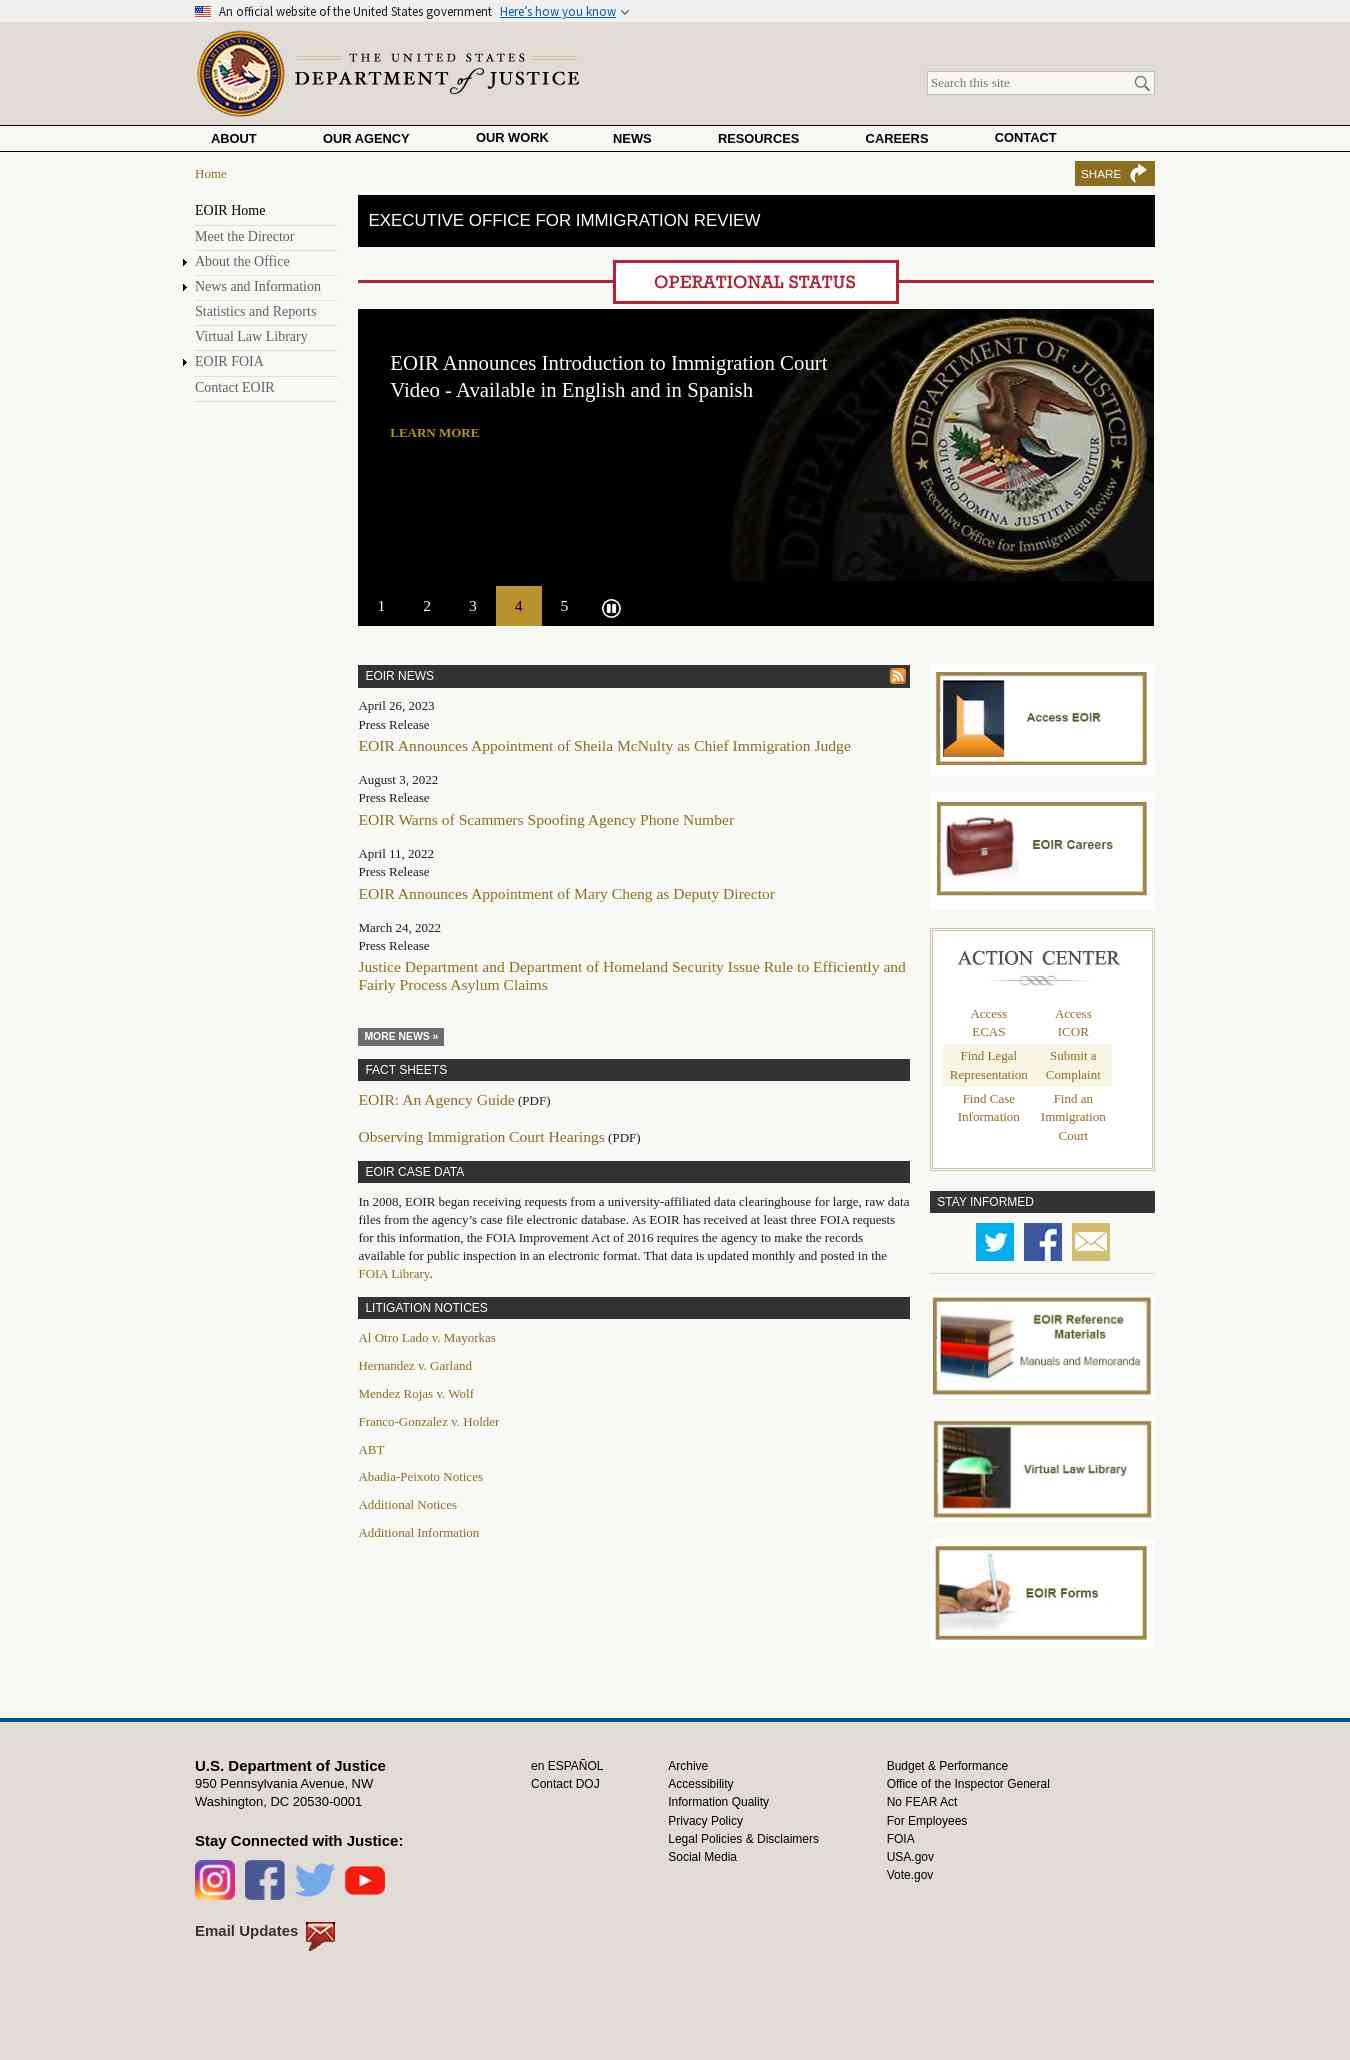 An official website of the United States government Here's how you know
THE UNITED STATES
DEPARTMENT of JUSTICE
Search this site
ABOUT OUR AGENCY OUR WORK NEWS RESOURCES CAREERS CONTACT
Home
SHARE
EOIR Home
Meet the Director
About the Office
News and Information
Statistics and Reports
Virtual Law Library
EOIR FOIA
Contact EOIR
EXECUTIVE OFFICE FOR IMMIGRATION REVIEW
OPERATIONAL STATUS
EOIR Announces Introduction to Immigration Court
Video - Available in English and in Spanish
LEARN MORE
DEPARTMENT OF JUSTICE
QUI PRO DOMINA JUSTITIA SEQUITUR
Executive Office for Immigration Review
1 2 3 4 5
EOIR NEWS
April 26, 2023
Press Release
EOIR Announces Appointment of Sheila McNulty as Chief Immigration Judge
August 3, 2022
Press Release
EOIR Warns of Scammers Spoofing Agency Phone Number
April 11, 2022
Press Release
EOIR Announces Appointment of Mary Cheng as Deputy Director
March 24, 2022
Press Release
Justice Department and Department of Homeland Security Issue Rule to Efficiently and
Fairly Process Asylum Claims
MORE NEWS »
FACT SHEETS
EOIR: An Agency Guide (PDF)
Observing Immigration Court Hearings (PDF)
EOIR CASE DATA
In 2008, EOIR began receiving requests from a university-affiliated data clearinghouse for large, raw data
files from the agency’s case file electronic database. As EOIR has received at least three FOIA requests
for this information, the FOIA Improvement Act of 2016 requires the agency to make the records
available for public inspection in an electronic format. That data is updated monthly and posted in the
FOIA Library.
LITIGATION NOTICES
Al Otro Lado v. Mayorkas
Hernandez v. Garland
Mendez Rojas v. Wolf
Franco-Gonzalez v. Holder
ABT
Abadia-Peixoto Notices
Additional Notices
Additional Information
Access EOIR
EOIR Careers
ACTION CENTER
Access
ECAS
Access
ICOR
Find Legal
Representation
Submit a
Complaint
Find Case
Information
Find an
Immigration
Court
STAY INFORMED
EOIR Reference
Materials
Manuals and Memoranda
Virtual Law Library
EOIR Forms
U.S. Department of Justice
950 Pennsylvania Avenue, NW
Washington, DC 20530-0001
Stay Connected with Justice:
Email Updates
en ESPAÑOL
Contact DOJ
Archive
Accessibility
Information Quality
Privacy Policy
Legal Policies & Disclaimers
Social Media
Budget & Performance
Office of the Inspector General
No FEAR Act
For Employees
FOIA
USA.gov
Vote.gov